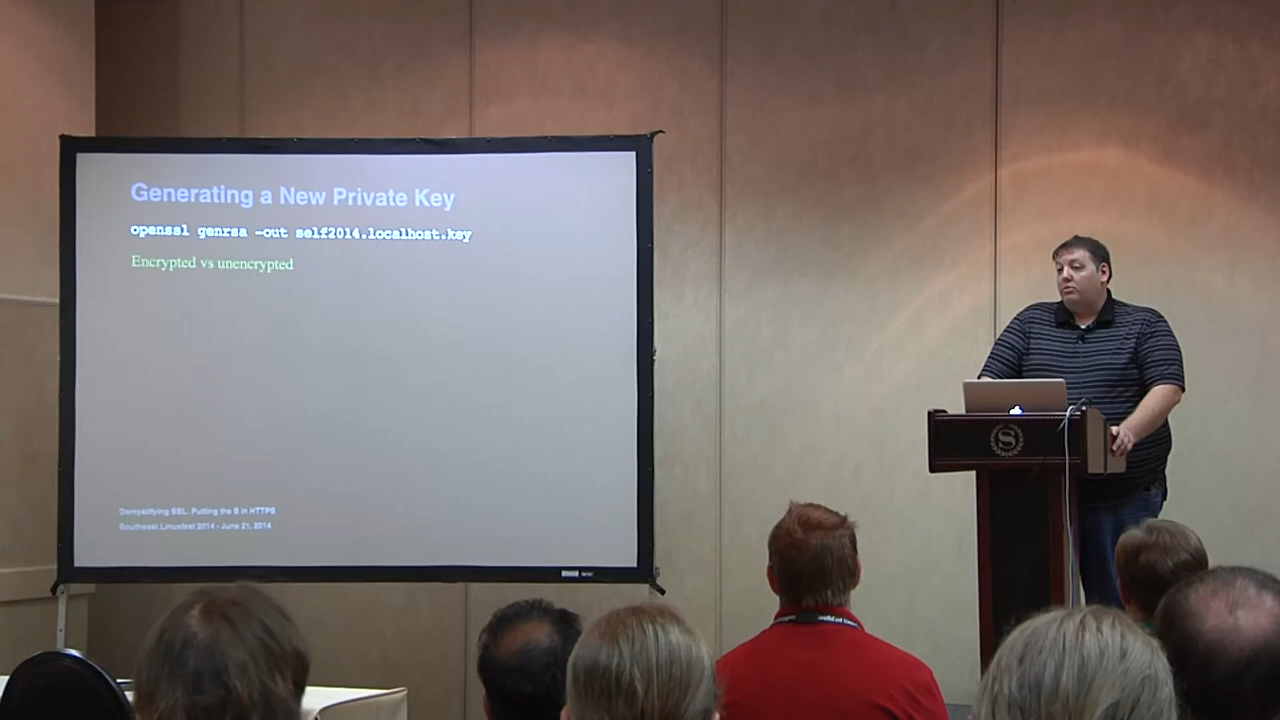 Generating a New Private Key
openssl genrsa -out self2014.localhost.key
Encrypted vs unencrypted
Demystifying SSL: Putting the S in HTTPS
Southeast Linuxfest 2014 - June 21, 2014
S